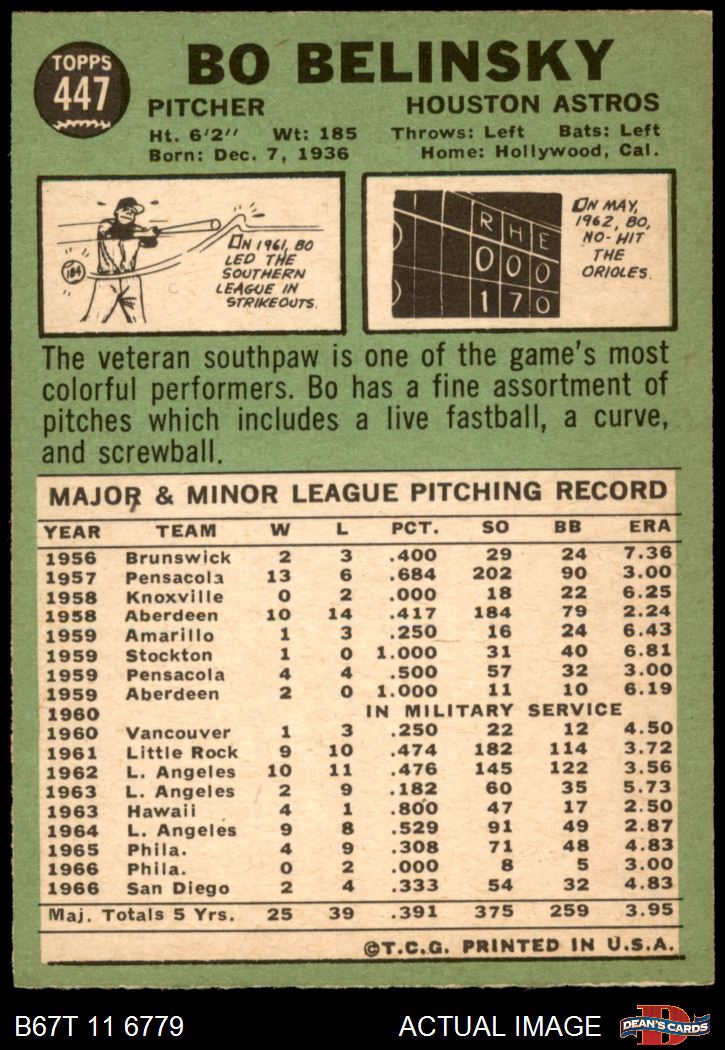 TOPPS
447
BO BELINSKY
PITCHER HOUSTON ASTROS
Ht. 6'2" Wt: 185 Throws: Left Bats: Left
Born: Dec. 7, 1936 Home: Hollywood, Cal.
184
ON 1961, BO
LED THE
SOUTHERN
LEAGUE IN
STRIKEOUTS.
R H E
0 0 0
1 7 0
ON MAY,
1962, BO,
NO-HIT
THE
ORIOLES.
The veteran southpaw is one of the game's most
colorful performers. Bo has a fine assortment of
pitches which includes a live fastball, a curve,
and screwball.
MAJOR & MINOR LEAGUE PITCHING RECORD
YEAR TEAM W L PCT. SO BB ERA
1956 Brunswick 2 3 .400 29 24 7.36
1957 Pensacola 13 6 .684 202 90 3.00
1958 Knoxville 0 2 .000 18 22 6.25
1958 Aberdeen 10 14 .417 184 79 2.24
1959 Amarillo 1 3 .250 16 24 6.43
1959 Stockton 1 0 1.000 31 40 6.81
1959 Pensacola 4 4 .500 57 32 3.00
1959 Aberdeen 2 0 1.000 11 10 6.19
1960 IN MILITARY SERVICE
1960 Vancouver 1 3 .250 22 12 4.50
1961 Little Rock 9 10 .474 182 114 3.72
1962 L. Angeles 10 11 .476 145 122 3.56
1963 L. Angeles 2 9 .182 60 35 5.73
1963 Hawaii 4 1 .800 47 17 2.50
1964 L. Angeles 9 8 .529 91 49 2.87
1965 Phila. 4 9 .308 71 48 4.83
1966 Phila. 0 2 .000 8 5 3.00
1966 San Diego 2 4 .333 54 32 4.83
Maj. Totals 5 Yrs. 25 39 .391 375 259 3.95
©T.C.G. PRINTED IN U.S.A.
B67T 11 6779 ACTUAL IMAGE D DEAN'S CARDS